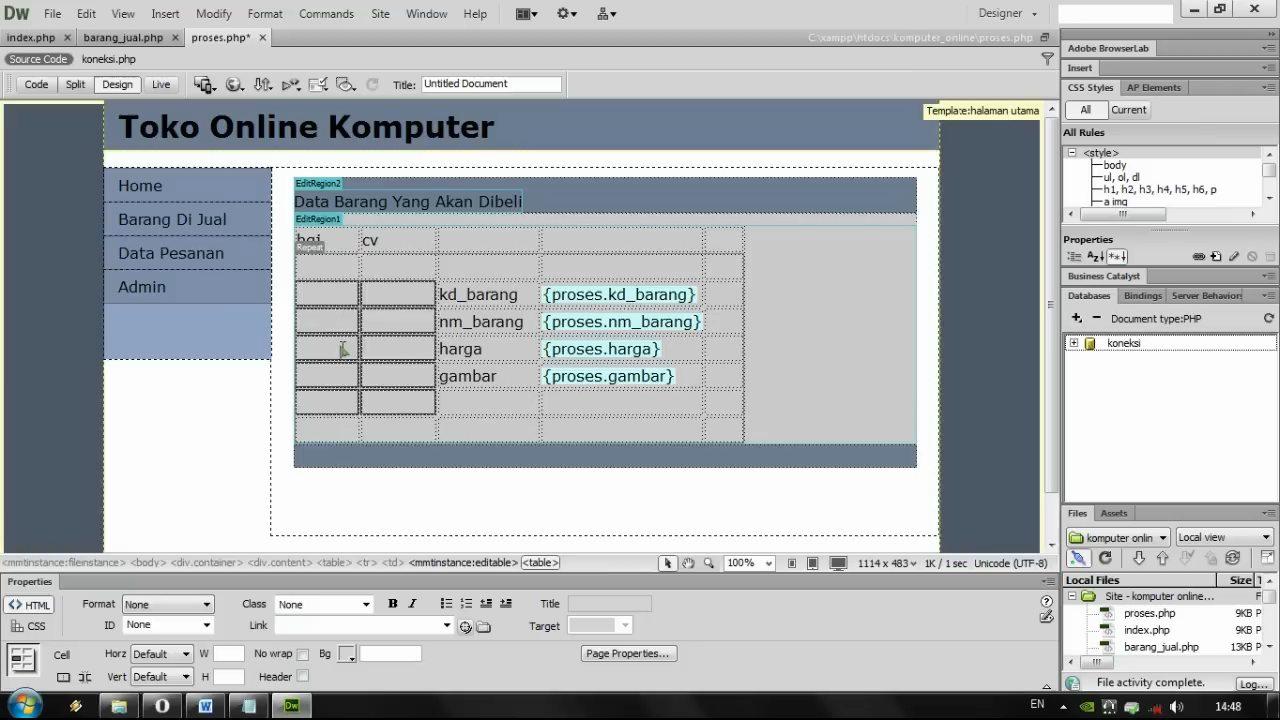 Dw File Edit View Insert Modify Format Commands Site Window Help Designer
index.php barang_jual.php proses.php* C:\xampp\htdocs\komputer_online\proses.php
Source Code koneksi.php
Code Split Design Live Title: Untitled Document
Template:halaman utama
Toko Online Komputer
Home
Barang Di Jual
Data Pesanan
Admin
EditRegion2
Data Barang Yang Akan Dibeli
EditRegion1
cv
Repeat
kd_barang {proses.kd_barang}
nm_barang {proses.nm_barang}
harga {proses.harga}
gambar {proses.gambar}
Adobe BrowserLab
Insert
CSS Styles AP Elements
All Current
All Rules
<style>
body
ul, ol, dl
h1, h2, h3, h4, h5, h6, p
a img
Properties
Business Catalyst
Databases Bindings Server Behaviors
Document type:PHP
koneksi
Files Assets
komputer onlin Local view
Local Files Size
Site - komputer online... F
proses.php 9KB P
index.php 9KB P
barang_jual.php 13KB P
File activity complete. Log...
<mmtinstance:fileinstance> <body> <div.container> <div.content> <table> <tr> <td> <mmtinstance:editable> <table> 100% 1114 x 483 1K / 1 sec Unicode (UTF-8)
Properties
HTML Format None Class None B I Title
CSS ID None Link Target
Cell Horz Default W No wrap Bg Page Properties...
Vert Default H Header
EN 14:48